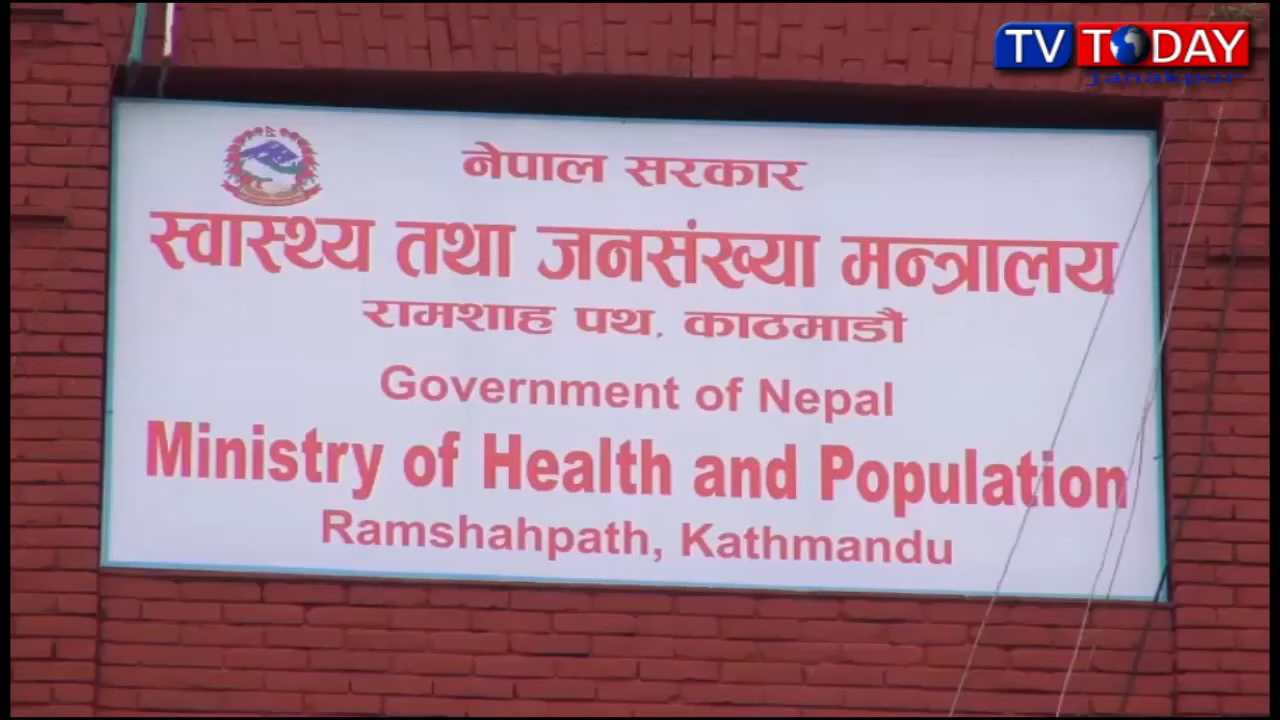 TV TODAY
Janakpur
नेपाल सरकार
स्वास्थ्य तथा जनसंख्या मन्त्रालय
रामशाह पथ, काठमाडौं
Government of Nepal
Ministry of Health and Population
Ramshahpath, Kathmandu